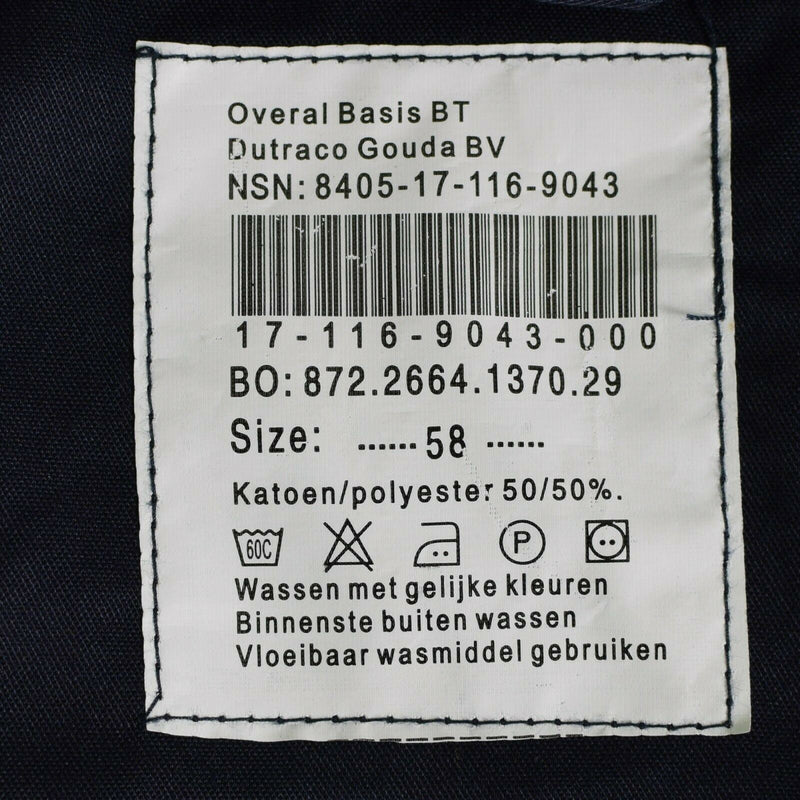 Overal Basis BT
Dutraco Gouda BV
NSN: 8405-17-116-9043
17-116-9043-000
BO: 872.2664.1370.29
Size: ......58 ......
Katoen/polyester 50/50%.
60C P
Wassen met gelijke kleuren
Binnenste buiten wassen
Vloeibaar wasmiddel gebruiken